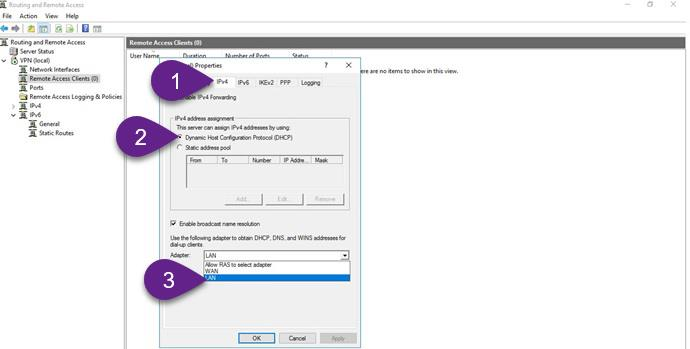 Routing and Remote Access
File Action View Help
Routing and Remote Access
Server Status
VPN (local)
Network Interfaces
Remote Access Clients (0)
Ports
Remote Access Logging & Policies
IPv4
IPv6
General
Static Routes
Remote Access Clients (0)
User Name Duration Number of Ports Status
ere are no items to show in this view.
Properties
1
IPv4 IPv6 IKEv2 PPP Logging
able IPv4 Forwarding
IPv4 address assignment
This server can assign IPv4 addresses by using:
2
Dynamic Host Configuration Protocol (DHCP)
Static address pool
From To Number IP Addre... Mask
Add... Edit... Remove
Enable broadcast name resolution
Use the following adapter to obtain DHCP, DNS, and WINS addresses for
dial-up clients.
Adapter: LAN
Allow RAS to select adapter
WAN
3
LAN
OK Cancel Apply